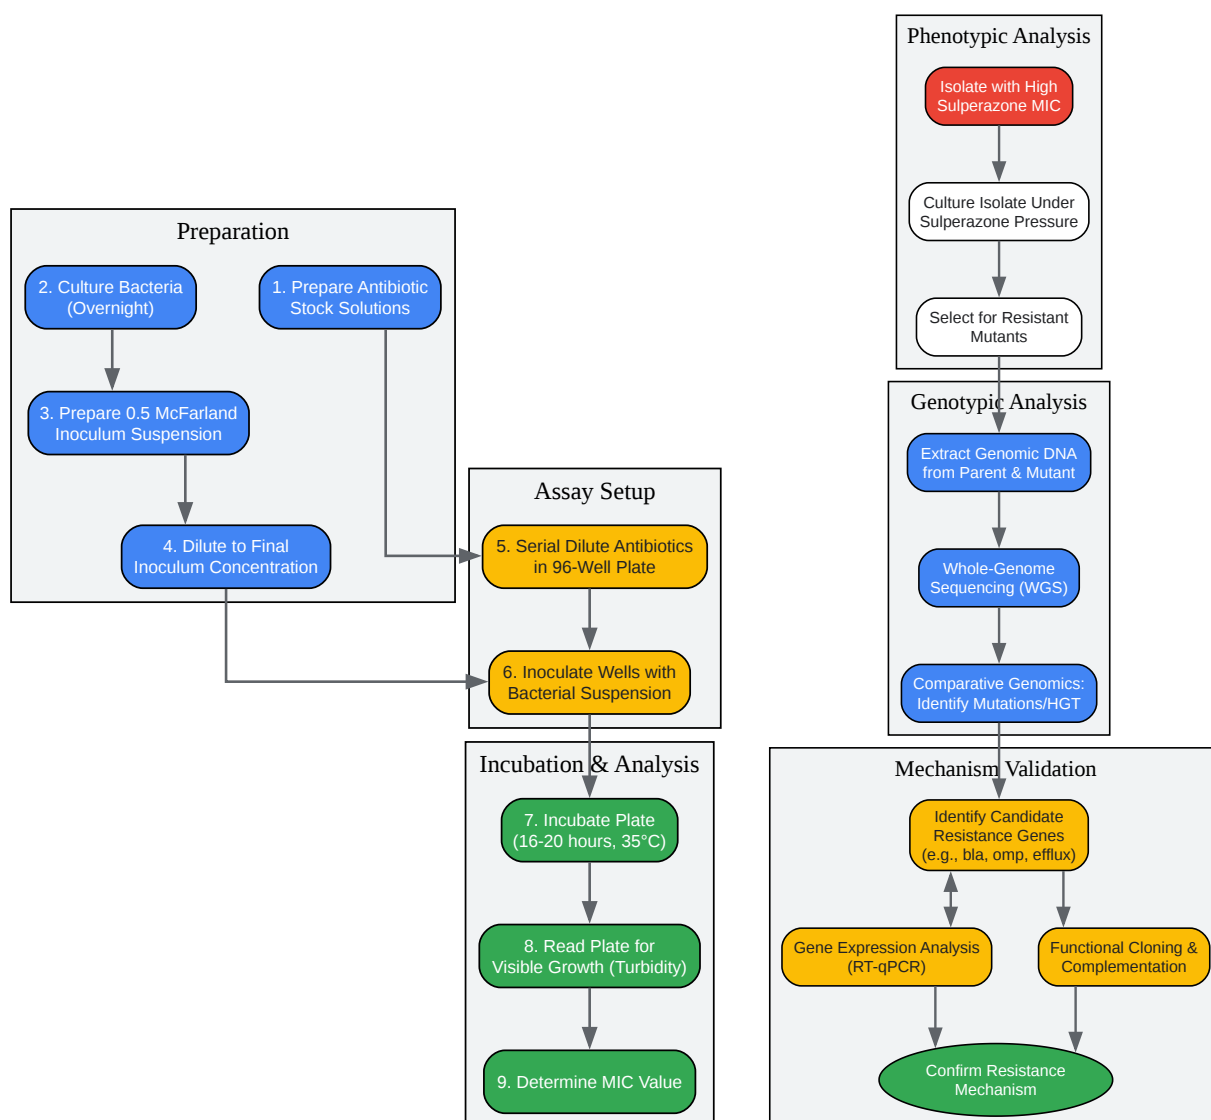 Preparation
2. Culture Bacteria
(Overnight)
1. Prepare Antibiotic
Stock Solutions
3. Prepare 0.5 McFarland
Inoculum Suspension
4. Dilute to Final
Inoculum Concentration
Assay Setup
5. Serial Dilute Antibiotics
in 96-Well Plate
6. Inoculate Wells with
Bacterial Suspension
Incubation & Analysis
7. Incubate Plate
(16-20 hours, 35°C)
8. Read Plate for
Visible Growth (Turbidity)
9. Determine MIC Value
Phenotypic Analysis
Isolate with High
Sulperazone MIC
Culture Isolate Under
Sulperazone Pressure
Select for Resistant
Mutants
Genotypic Analysis
Extract Genomic DNA
from Parent & Mutant
Whole-Genome
Sequencing (WGS)
Comparative Genomics:
Identify Mutations/HGT
Mechanism Validation
Identify Candidate
Resistance Genes
(e.g., bla, omp, efflux)
Gene Expression Analysis
(RT-qPCR)
Functional Cloning &
Complementation
Confirm Resistance
Mechanism